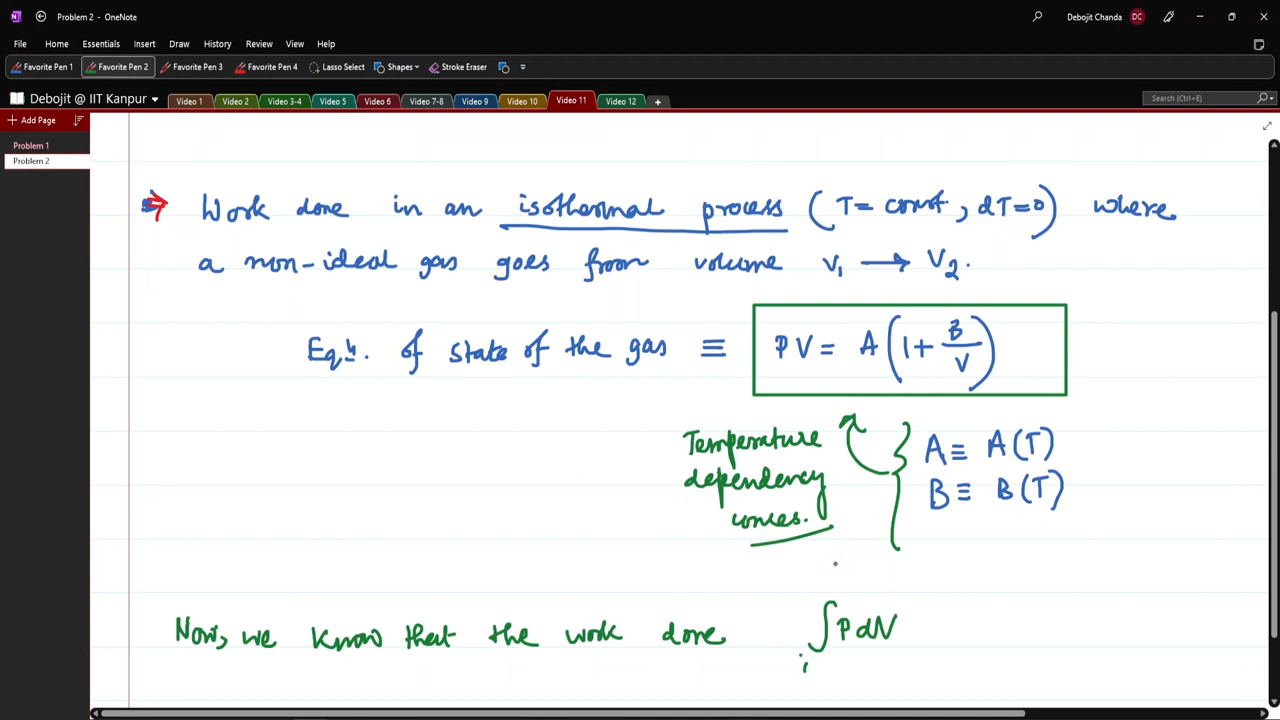 Problem 2 - OneNote
Debojit Chanda DC
File Home Essentials Insert Draw History Review View Help
Favorite Pen 1 Favorite Pen 2 Favorite Pen 3 Favorite Pen 4 Lasso Select Shapes Stroke Eraser
Debojit @ IIT Kanpur Video 1 Video 2 Video 3-4 Video 5 Video 6 Video 7-8 Video 9 Video 10 Video 11 Video 12 + Search (Ctrl+E)
+ Add Page
Problem 1
Problem 2
⇒ Work done in an isothermal process (T = const., dT=0) where
a non-ideal gas goes from volume V₁ → V₂.
Eqn. of state of the gas ≡ PV = A(1 + B/V)
Temperature
dependency
comes.
A ≡ A(T)
B ≡ B(T)
Now, we know that the work done ∫PdV
i